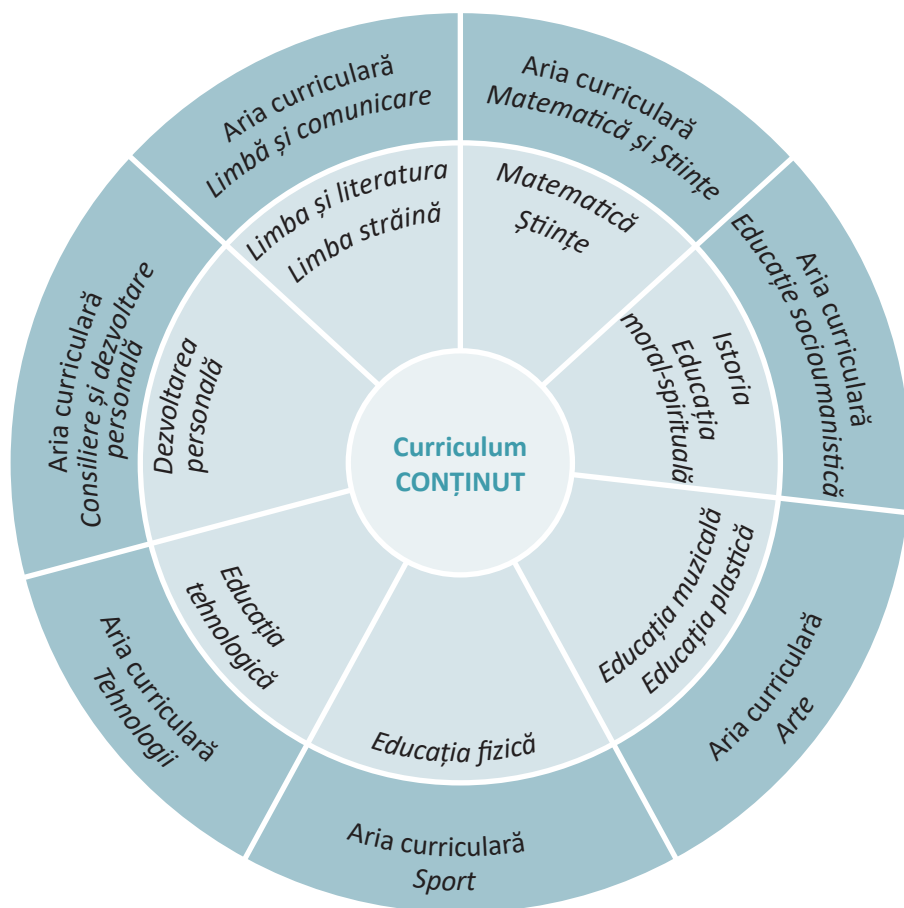 Aria curriculară
Limbă și comunicare
Limba și literatura
Limba străină
Aria curriculară
Matematică și Științe
Matematică
Științe
Aria curriculară
Educație socioumanistică
Istoria
Educația
moral-spirituală
Aria curriculară
Arte
Educația muzicală
Educația plastică
Aria curriculară
Sport
Educația fizică
Aria curriculară
Tehnologii
Educația
tehnologică
Aria curriculară
Consiliere și dezvoltare
personală
Dezvoltarea
personală
Curriculum
CONȚINUT